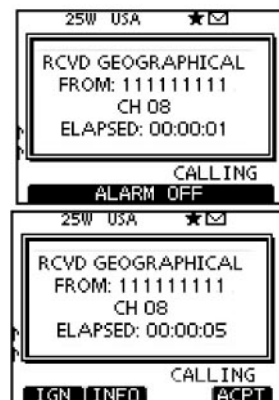 25W USA
RCVD GEOGRAPHICAL
FROM: 111111111
CH 08
ELAPSED: 00:00:01
CALLING
ALARM OFF
25W USA
RCVD GEOGRAPHICAL
FROM: 111111111
CH 08
ELAPSED: 00:00:05
CALLING
IGN INFO ACPT